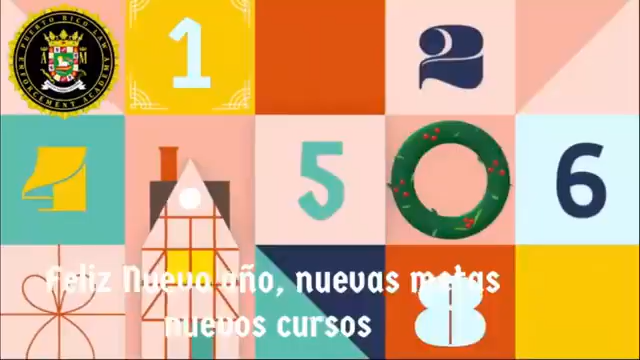 PUERTO RICO LAW
ENFORCEMENT ACADEMY
A M
1
2
4
5
6
8
Feliz Nuevo año, nuevas metas
nuevos cursos